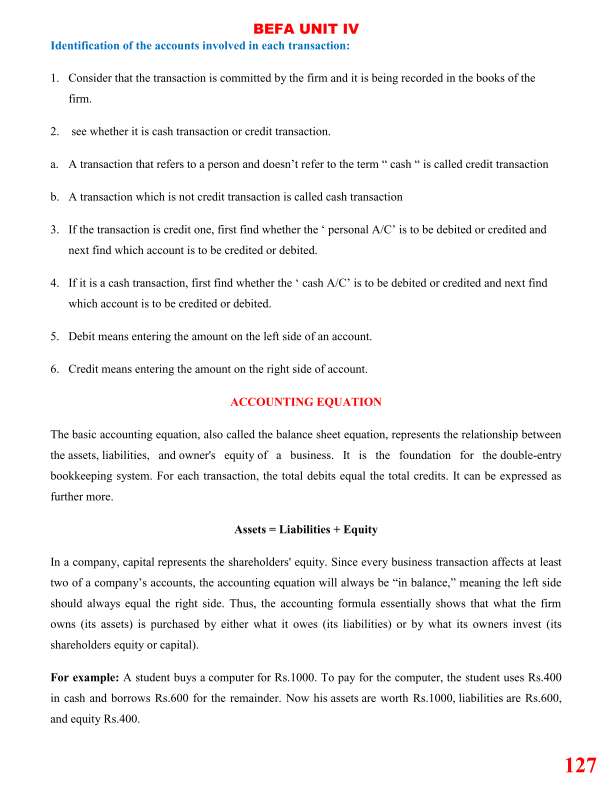 BEFA UNIT IV
Identification of the accounts involved in each transaction:
1. Consider that the transaction is committed by the firm and it is being recorded in the books of the
firm.
2. see whether it is cash transaction or credit transaction.
a. A transaction that refers to a person and doesn’t refer to the term “ cash “ is called credit transaction
b. A transaction which is not credit transaction is called cash transaction
3. If the transaction is credit one, first find whether the ‘ personal A/C’ is to be debited or credited and
next find which account is to be credited or debited.
4. If it is a cash transaction, first find whether the ‘ cash A/C’ is to be debited or credited and next find
which account is to be credited or debited.
5. Debit means entering the amount on the left side of an account.
6. Credit means entering the amount on the right side of account.
ACCOUNTING EQUATION
The basic accounting equation, also called the balance sheet equation, represents the relationship between
the assets, liabilities, and owner's equity of a business. It is the foundation for the double-entry
bookkeeping system. For each transaction, the total debits equal the total credits. It can be expressed as
further more.
Assets = Liabilities + Equity
In a company, capital represents the shareholders' equity. Since every business transaction affects at least
two of a company’s accounts, the accounting equation will always be “in balance,” meaning the left side
should always equal the right side. Thus, the accounting formula essentially shows that what the firm
owns (its assets) is purchased by either what it owes (its liabilities) or by what its owners invest (its
shareholders equity or capital).
For example: A student buys a computer for Rs.1000. To pay for the computer, the student uses Rs.400
in cash and borrows Rs.600 for the remainder. Now his assets are worth Rs.1000, liabilities are Rs.600,
and equity Rs.400.
127